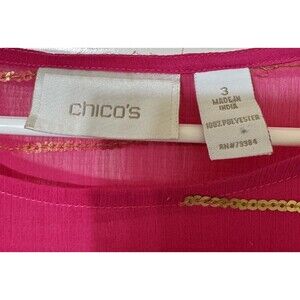 chico's
3
MADE IN
INDIA
100% POLYESTER
RN#79984